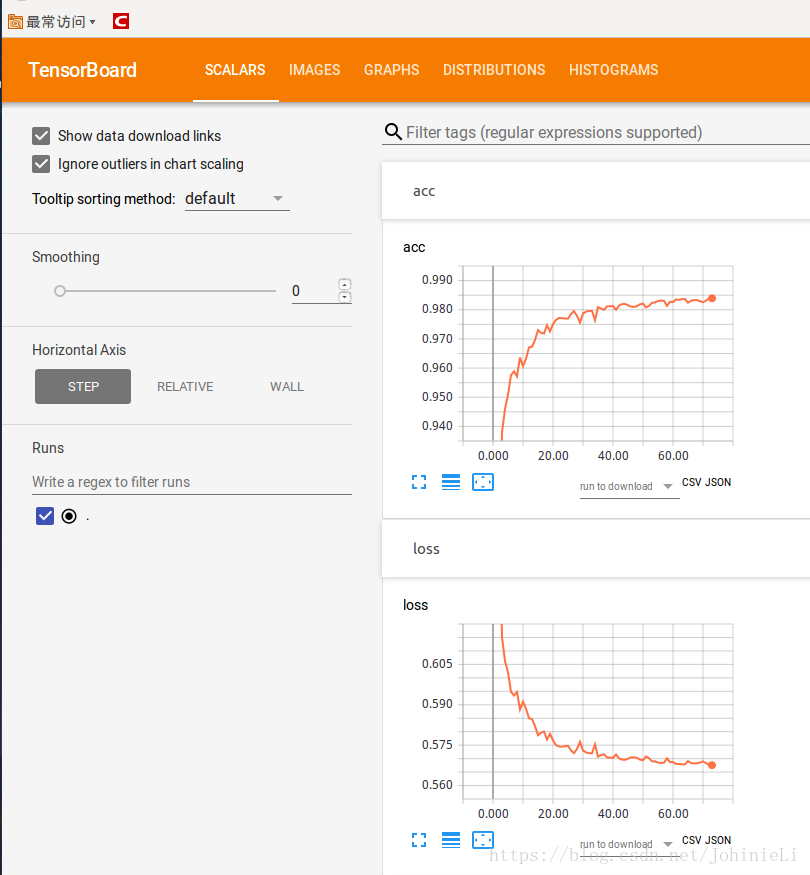 最常访问
C
TensorBoard SCALARS IMAGES GRAPHS DISTRIBUTIONS HISTOGRAMS
Show data download links
Ignore outliers in chart scaling
Tooltip sorting method: default
Smoothing
0
Horizontal Axis
STEP RELATIVE WALL
Runs
Write a regex to filter runs
.
Filter tags (regular expressions supported)
acc
acc
0.990
0.980
0.970
0.960
0.950
0.940
0.000 20.00 40.00 60.00
run to download CSV JSON
loss
loss
0.605
0.590
0.575
0.560
0.000 20.00 40.00 60.00
run to download CSV JSON
https://blog.csdn.net/JohinieLi